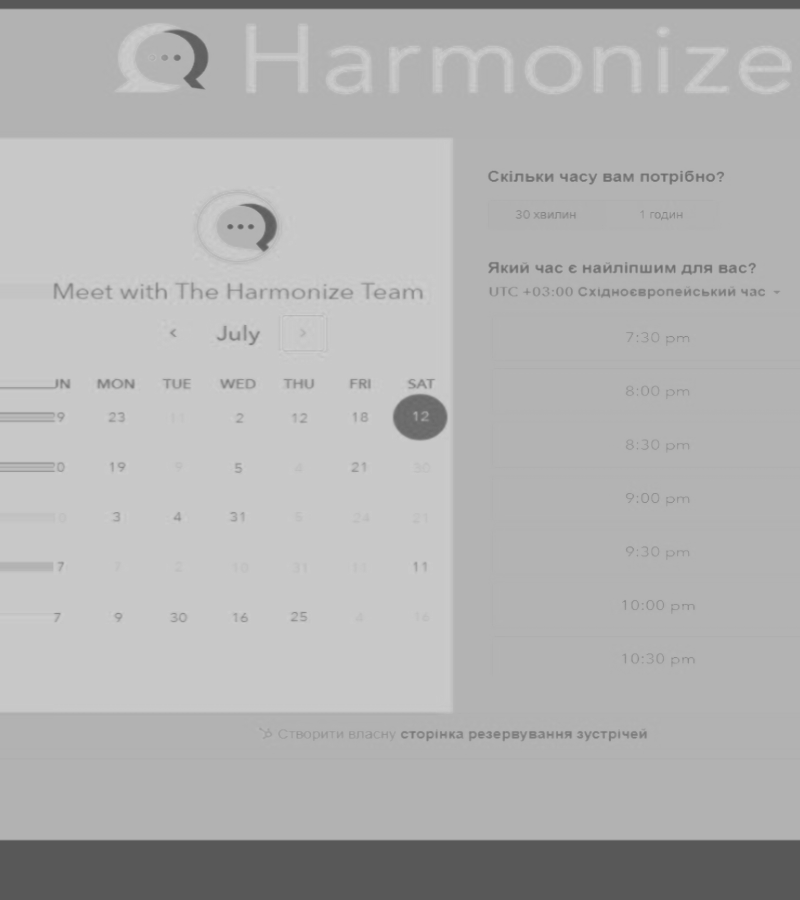 Harmonize
Meet with The Harmonize Team
‹ July ›
UN MON TUE WED THU FRI SAT
9 23 11 2 12 18 12
0 19 9 5 4 21 30
0 3 4 31 5 24 21
7 7 2 10 31 11 11
7 9 30 16 25 4 16
Скільки часу вам потрібно?
30 хвилин 1 годин
Який час є найліпшим для вас?
UTC +03:00 Східноєвропейський час
7:30 pm
8:00 pm
8:30 pm
9:00 pm
9:30 pm
10:00 pm
10:30 pm
Створити власну сторінка резервування зустрічей